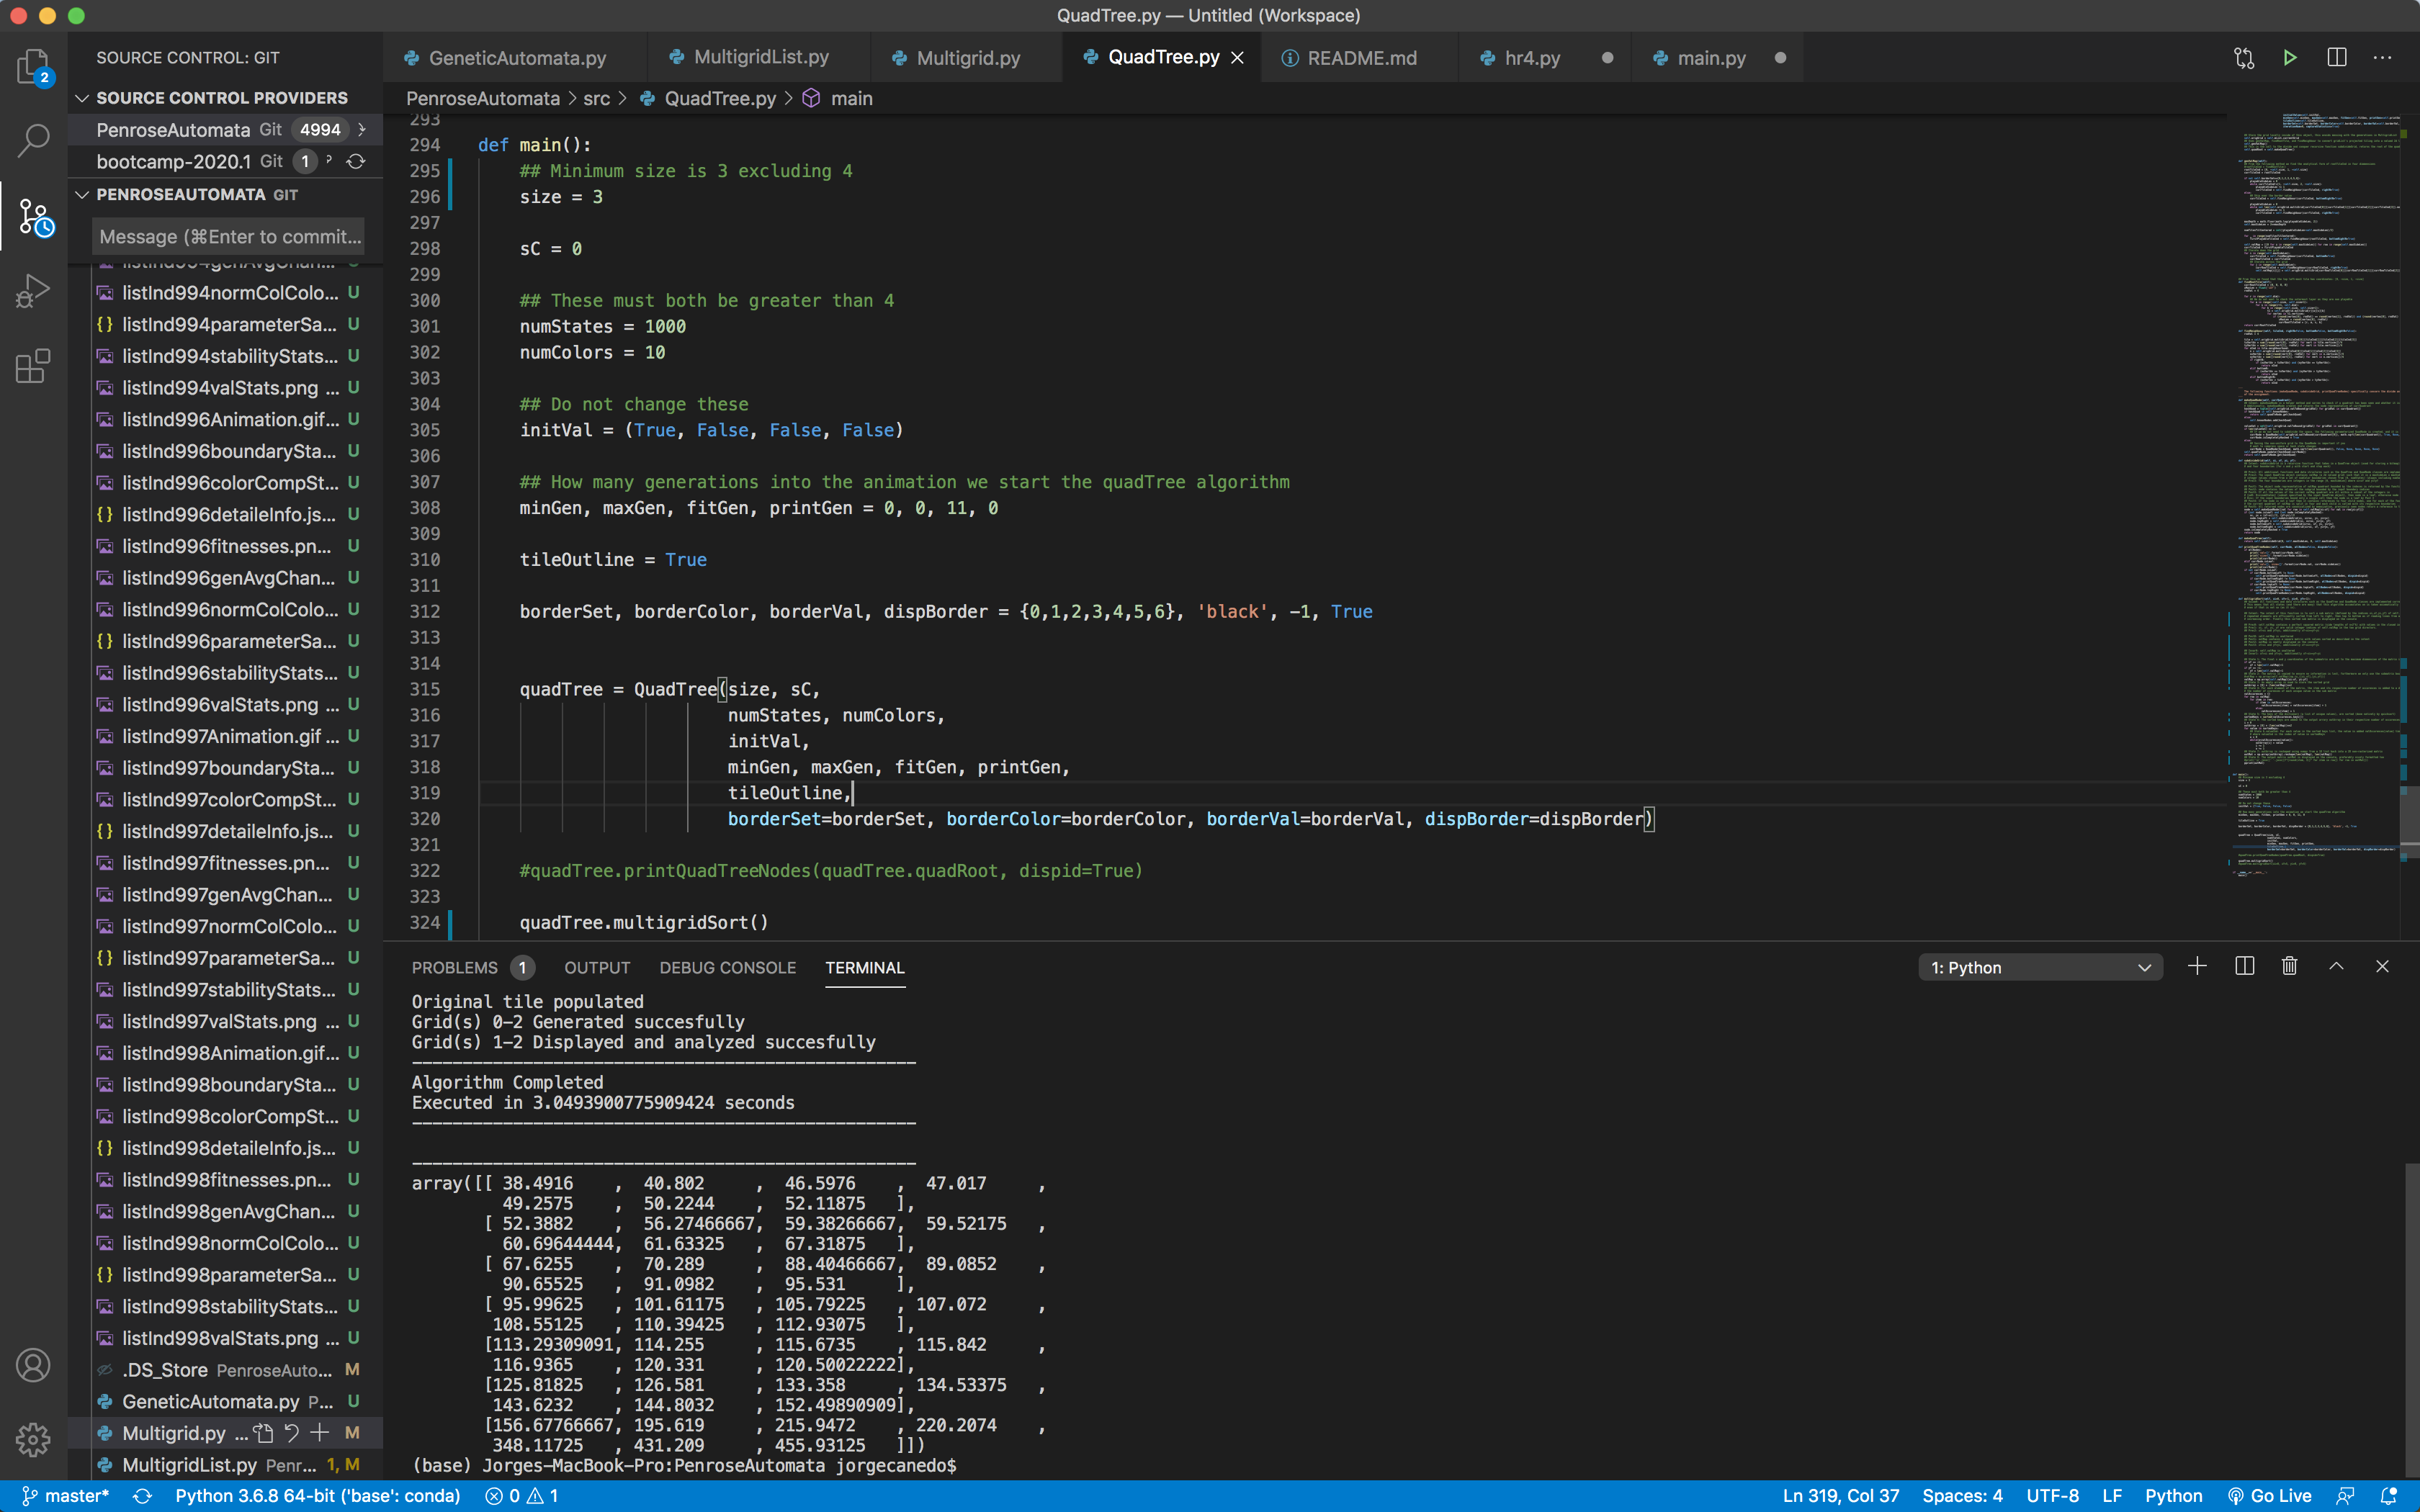 QuadTree.py — Untitled (Workspace)
2
SOURCE CONTROL: GIT
SOURCE CONTROL PROVIDERS
PenroseAutomata Git 4994
bootcamp-2020.1 Git 1 ?
PENROSEAUTOMATA GIT
Message (⌘Enter to commit...
listInd994genAvgChan...
listInd994normColColo... U
{} listInd994parameterSa... U
listInd994stabilityStats... U
listInd994valStats.png ... U
listInd996Animation.gif... U
listInd996boundarySta... U
listInd996colorCompSt... U
{} listInd996detaileInfo.js... U
listInd996fitnesses.pn... U
listInd996genAvgChan... U
listInd996normColColo... U
{} listInd996parameterSa... U
listInd996stabilityStats... U
listInd996valStats.png ... U
listInd997Animation.gif ... U
listInd997boundarySta... U
listInd997colorCompSt... U
{} listInd997detaileInfo.js... U
listInd997fitnesses.pn... U
listInd997genAvgChan... U
listInd997normColColo... U
{} listInd997parameterSa... U
listInd997stabilityStats... U
listInd997valStats.png ... U
listInd998Animation.gif... U
listInd998boundarySta... U
listInd998colorCompSt... U
{} listInd998detaileInfo.js... U
listInd998fitnesses.pn... U
listInd998genAvgChan... U
listInd998normColColo... U
{} listInd998parameterSa... U
listInd998stabilityStats... U
listInd998valStats.png ... U
.DS_Store PenroseAuto... M
GeneticAutomata.py P... U
Multigrid.py ... M
MultigridList.py Penr... 1, M
GeneticAutomata.py MultigridList.py Multigrid.py QuadTree.py README.md hr4.py main.py
PenroseAutomata > src > QuadTree.py > main
293
294 def main():
295 ## Minimum size is 3 excluding 4
296 size = 3
297
298 sC = 0
299
300 ## These must both be greater than 4
301 numStates = 1000
302 numColors = 10
303
304 ## Do not change these
305 initVal = (True, False, False, False)
306
307 ## How many generations into the animation we start the quadTree algorithm
308 minGen, maxGen, fitGen, printGen = 0, 0, 11, 0
309
310 tileOutline = True
311
312 borderSet, borderColor, borderVal, dispBorder = {0,1,2,3,4,5,6}, 'black', -1, True
313
314
315 quadTree = QuadTree(size, sC,
316 numStates, numColors,
317 initVal,
318 minGen, maxGen, fitGen, printGen,
319 tileOutline,
320 borderSet=borderSet, borderColor=borderColor, borderVal=borderVal, dispBorder=dispBorder)
321
322 #quadTree.printQuadTreeNodes(quadTree.quadRoot, dispid=True)
323
324 quadTree.multigridSort()
PROBLEMS 1 OUTPUT DEBUG CONSOLE TERMINAL 1: Python
Original tile populated
Grid(s) 0-2 Generated succesfully
Grid(s) 1-2 Displayed and analyzed succesfully
--------------------------------------------------
Algorithm Completed
Executed in 3.0493900775909424 seconds
--------------------------------------------------
--------------------------------------------------
array([[ 38.4916 , 40.802 , 46.5976 , 47.017 ,
49.2575 , 50.2244 , 52.11875 ],
[ 52.3882 , 56.27466667, 59.38266667, 59.52175 ,
60.69644444, 61.63325 , 67.31875 ],
[ 67.6255 , 70.289 , 88.40466667, 89.0852 ,
90.65525 , 91.0982 , 95.531 ],
[ 95.99625 , 101.61175 , 105.79225 , 107.072 ,
108.55125 , 110.39425 , 112.93075 ],
[113.29309091, 114.255 , 115.6735 , 115.842 ,
116.9365 , 120.331 , 120.50022222],
[125.81825 , 126.581 , 133.358 , 134.53375 ,
143.6232 , 144.8032 , 152.49890909],
[156.67766667, 195.619 , 215.9472 , 220.2074 ,
348.11725 , 431.209 , 455.93125 ]])
(base) Jorges-MacBook-Pro:PenroseAutomata jorgecanedo$
master* Python 3.6.8 64-bit ('base': conda) 0 1 Ln 319, Col 37 Spaces: 4 UTF-8 LF Python Go Live